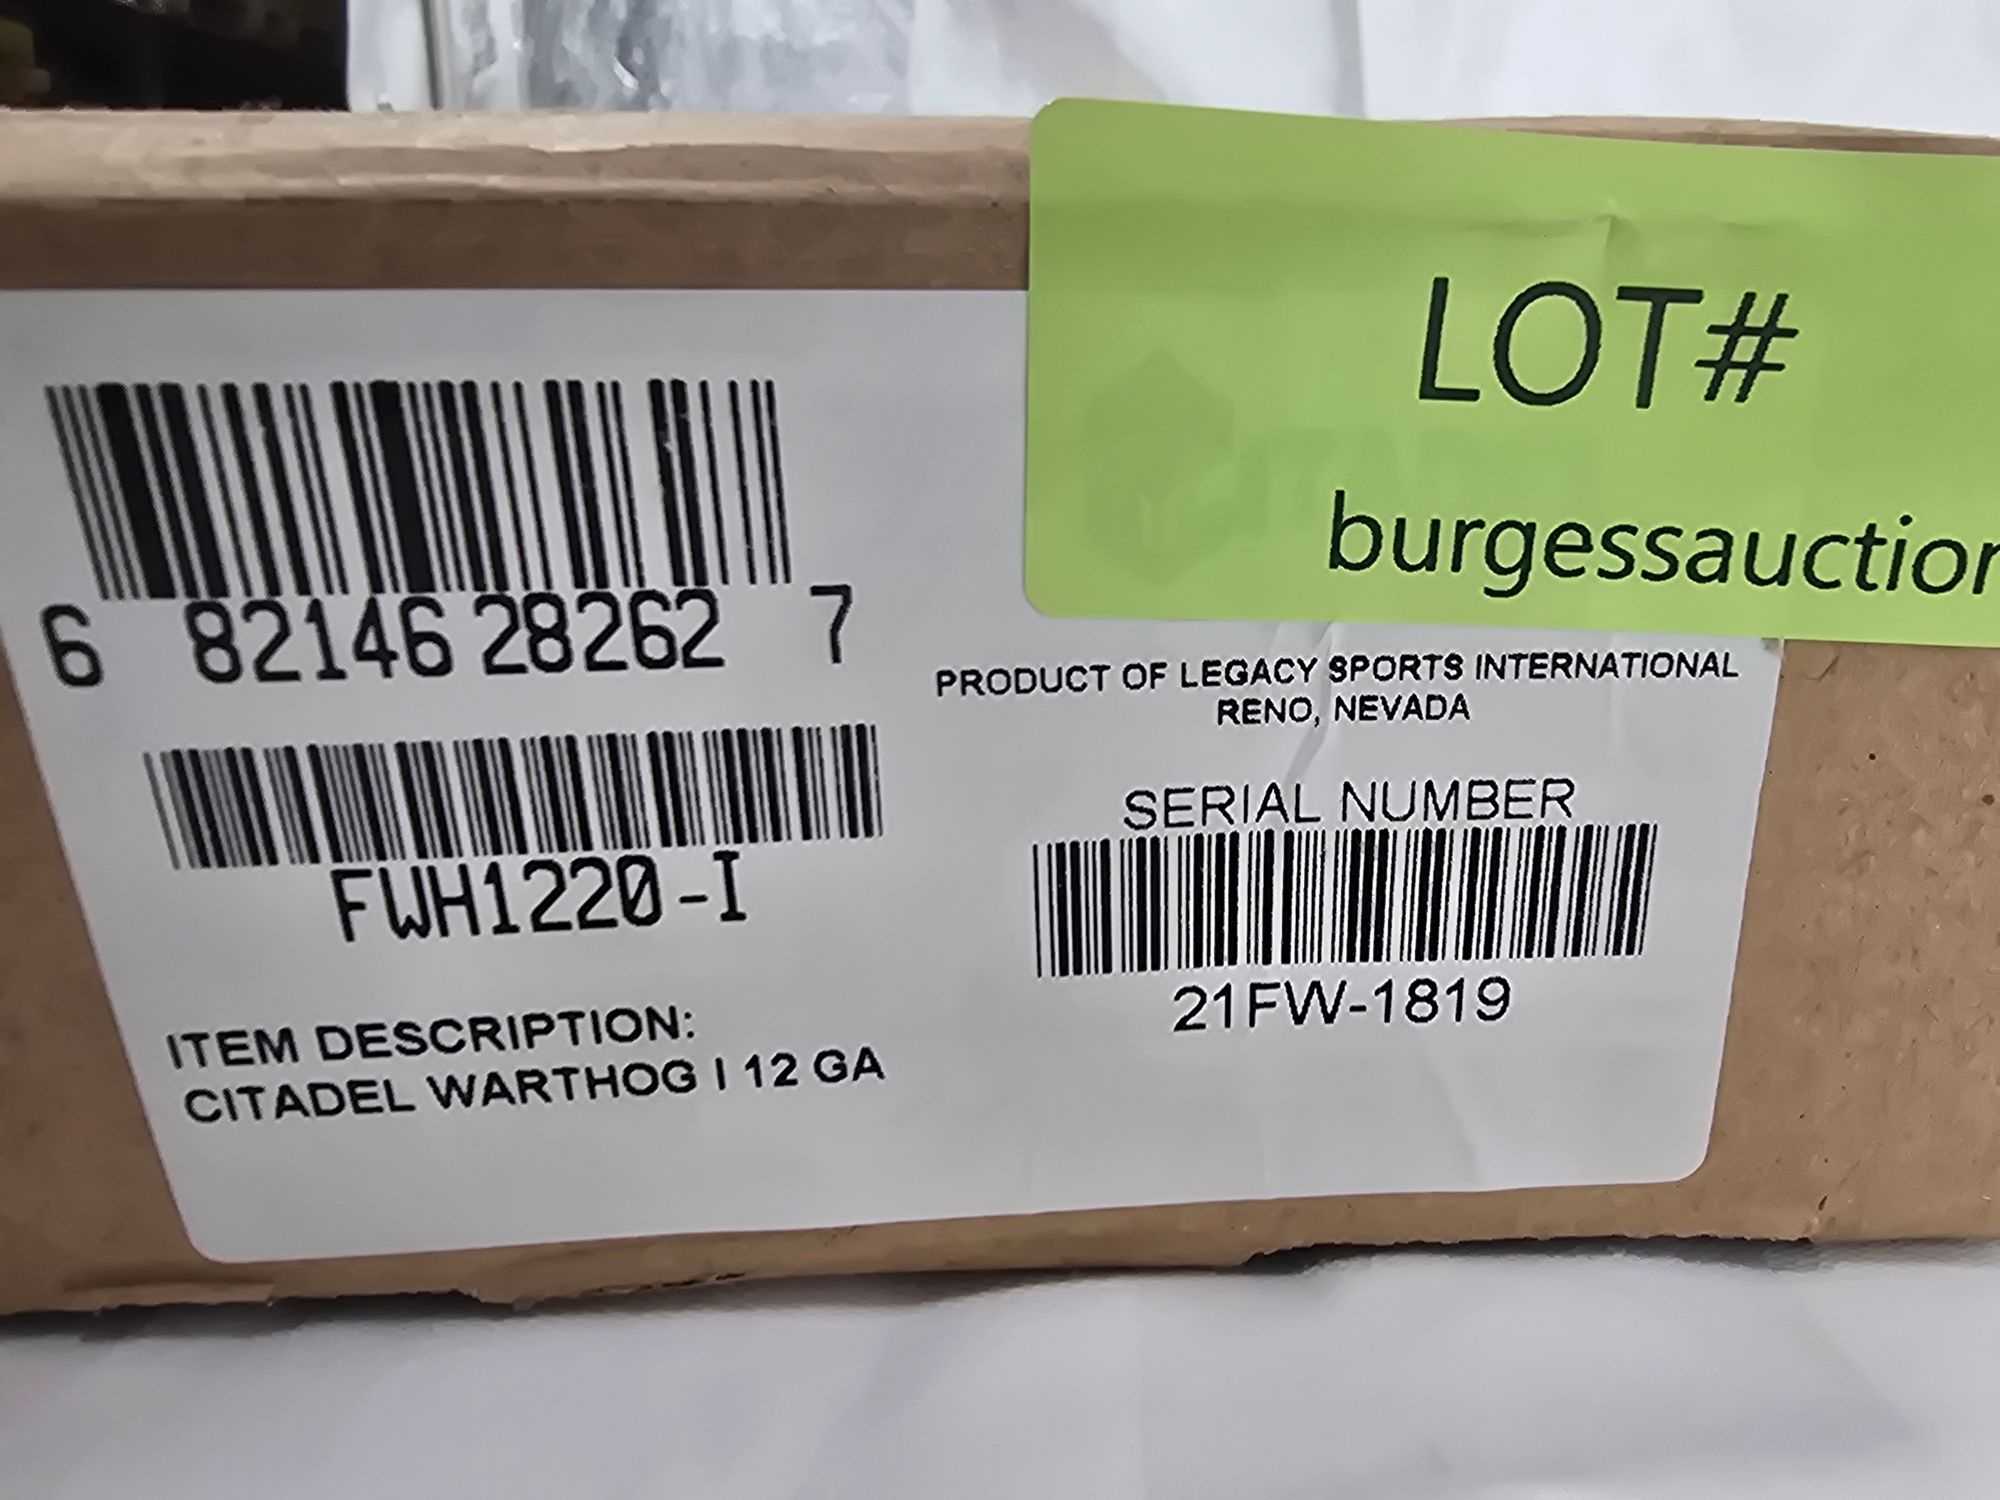 LOT#
burgessauction
6 82146 28262 7
FWH1220-I
ITEM DESCRIPTION:
CITADEL WARTHOG I 12 GA
PRODUCT OF LEGACY SPORTS INTERNATIONAL
RENO, NEVADA
SERIAL NUMBER
21FW-1819